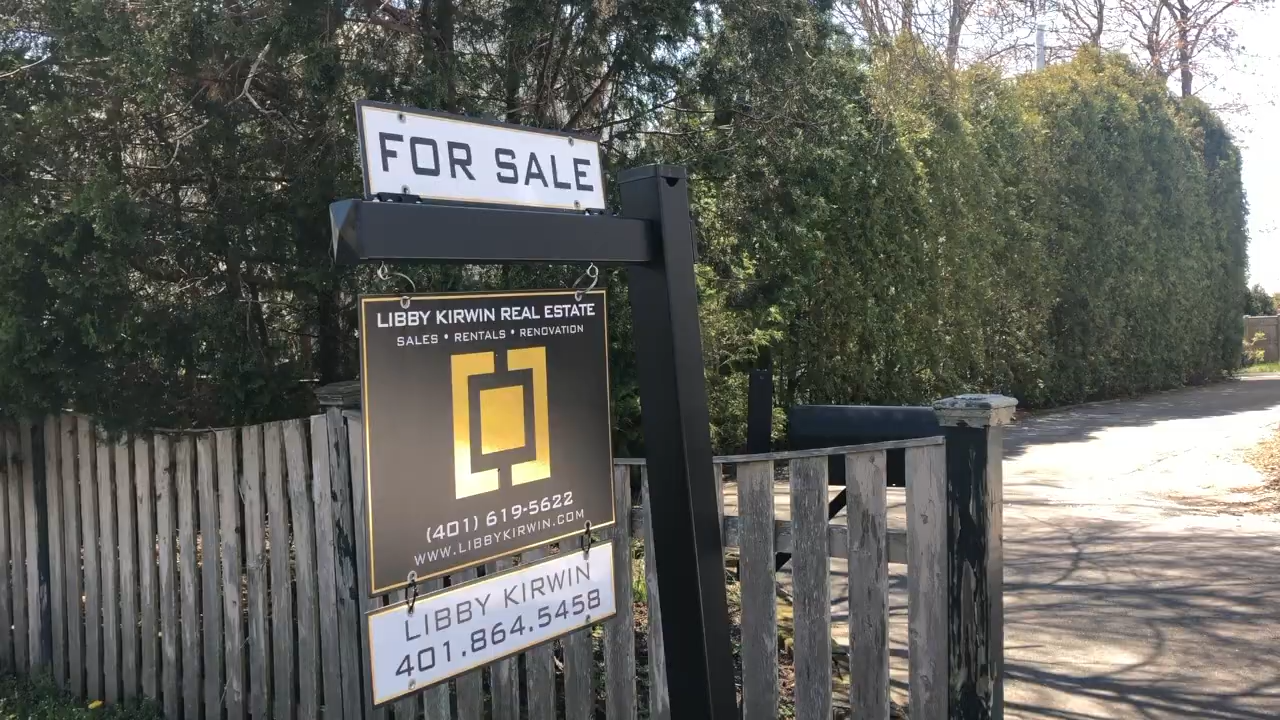 FOR SALE
LIBBY KIRWIN REAL ESTATE
SALES • RENTALS • RENOVATION
(401) 619-5622
WWW.LIBBYKIRWIN.COM
LIBBY KIRWIN
401.864.5458